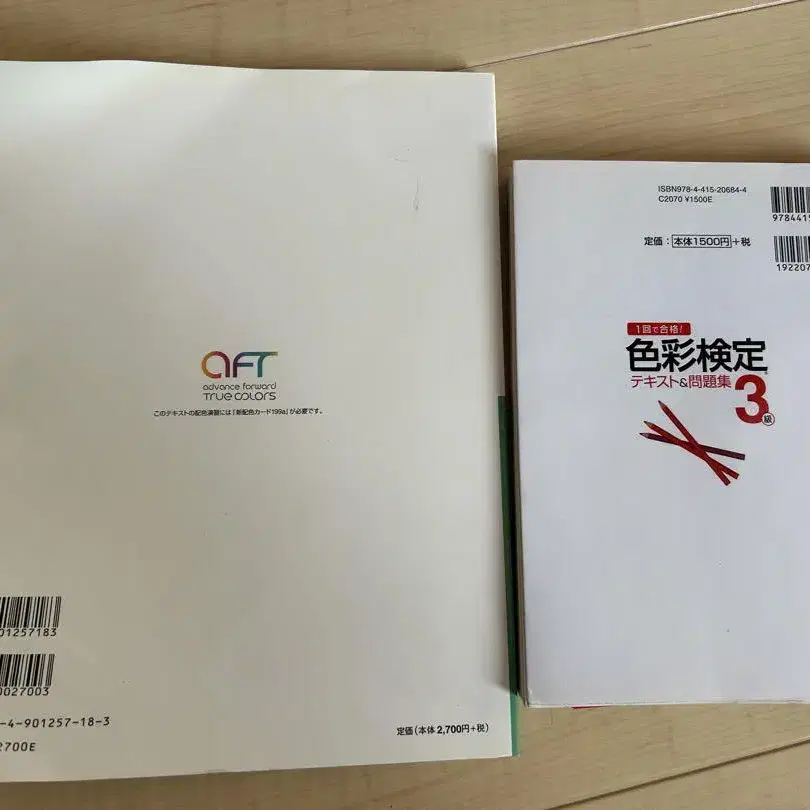 aFT
advance forward
TRUE COLORS
このテキストの配色演習には「新配色カード199a」が必要です。
01257183
0027003
-4-901257-18-3
2700E
定価(本体2,700円+税)
ISBN978-4-415-20684-4
C2070 ¥1500E
978441
定価:本体1500円+税
19220
1回で合格!
色彩検定
テキスト&問題集
3級